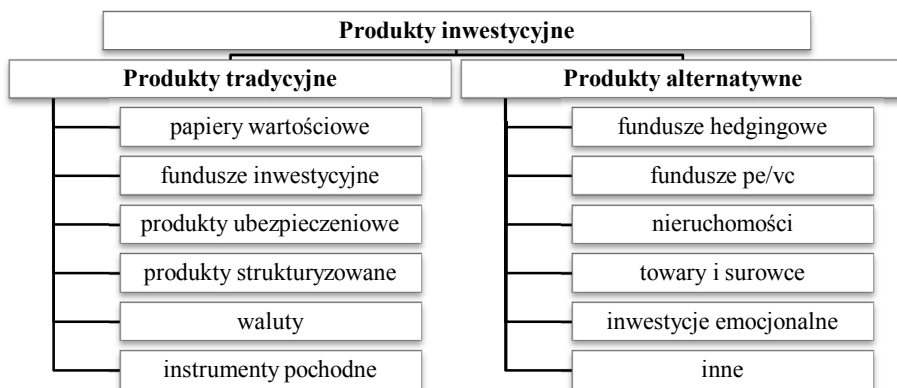 Produkty inwestycyjne
Produkty tradycyjne
papiery wartościowe
fundusze inwestycyjne
produkty ubezpieczeniowe
produkty strukturyzowane
waluty
instrumenty pochodne
Produkty alternatywne
fundusze hedgingowe
fundusze pe/vc
nieruchomości
towary i surowce
inwestycje emocjonalne
inne